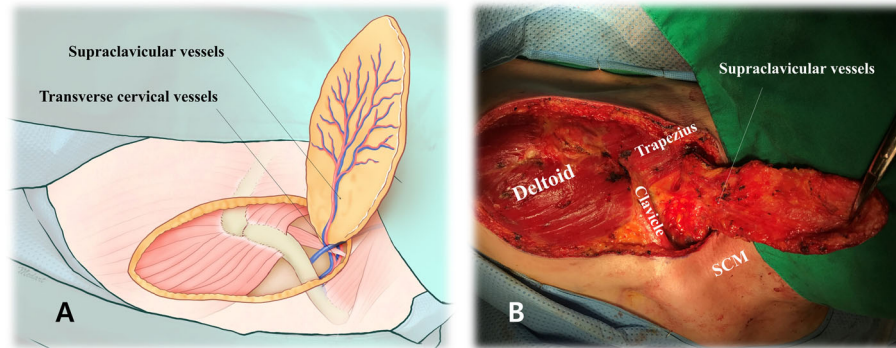 Supraclavicular vessels
Transverse cervical vessels
A
Supraclavicular vessels
Trapezius
Deltoid
Clavicle
SCM
B